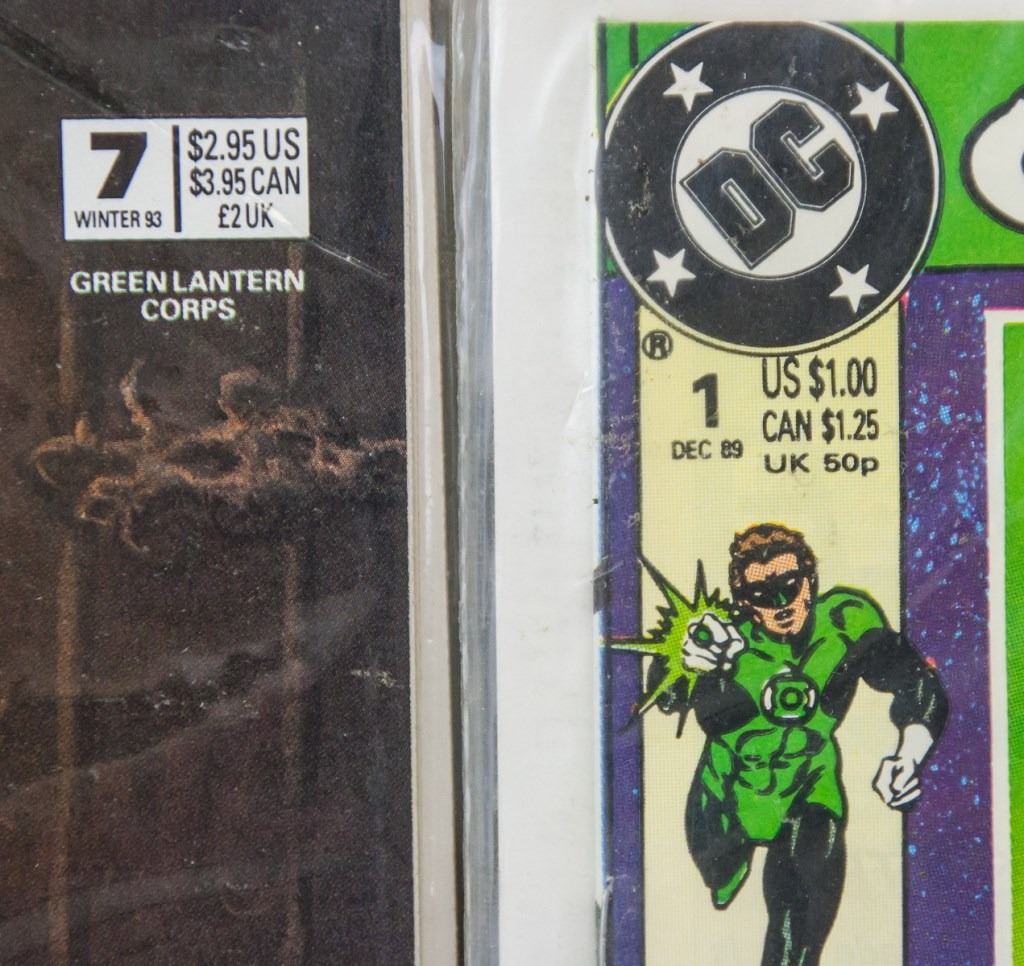 7
WINTER 93
$2.95 US
$3.95 CAN
£2 UK
GREEN LANTERN
CORPS
DC
®
1
DEC 89
US $1.00
CAN $1.25
UK 50p